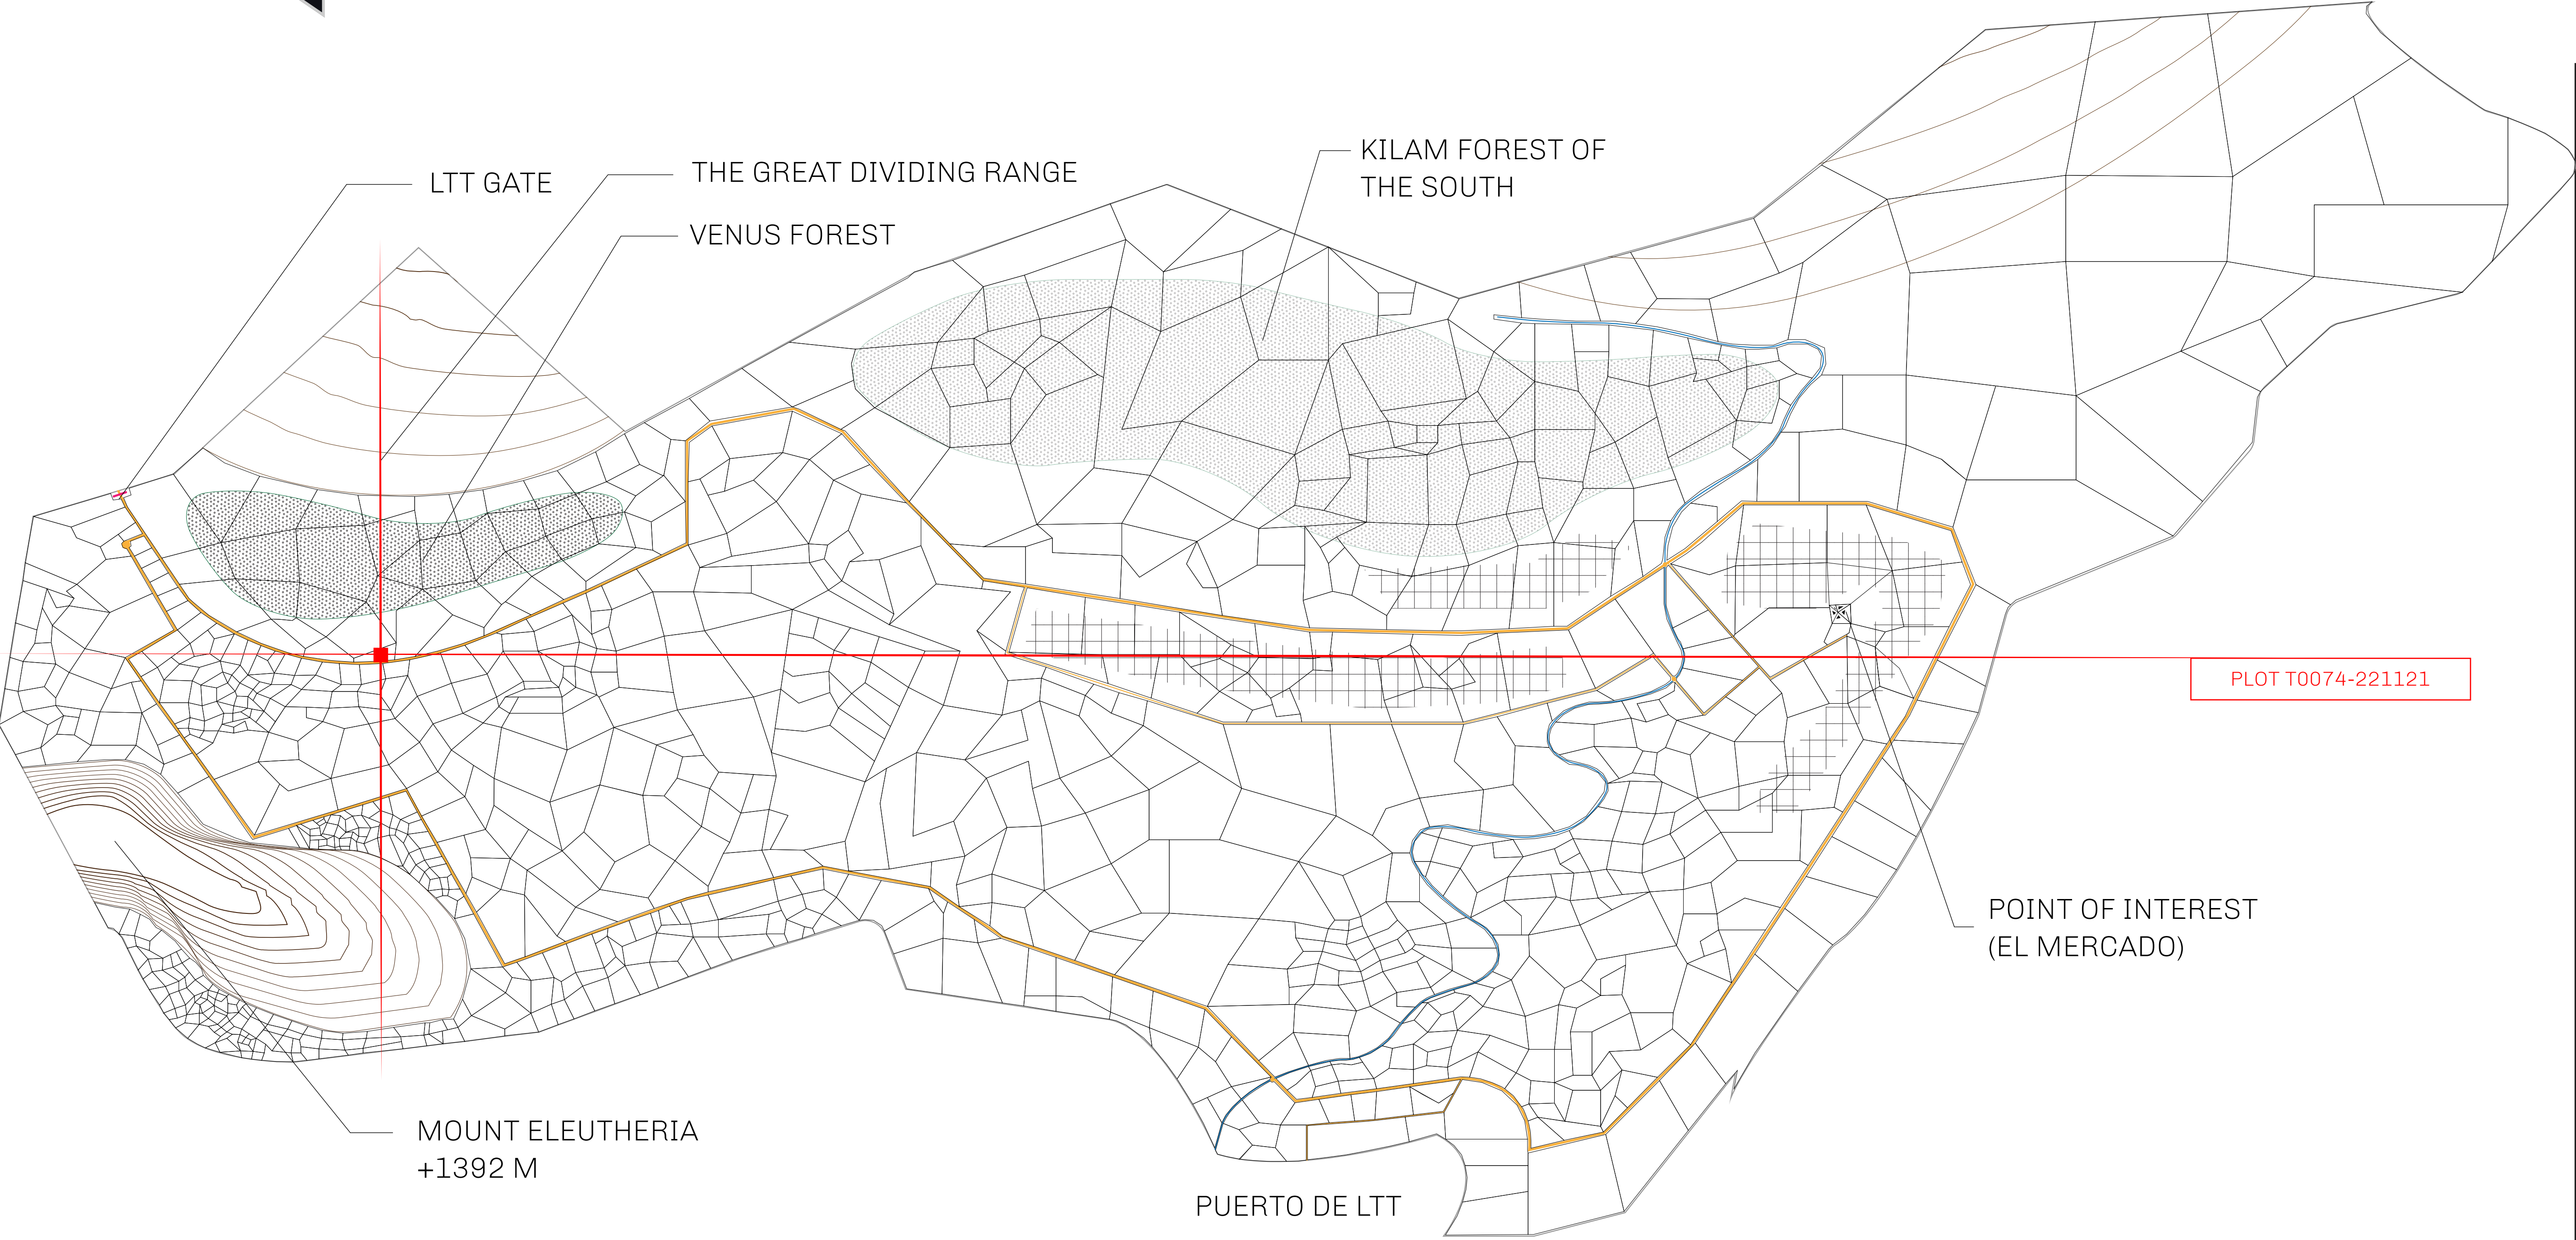 LTT GATE
THE GREAT DIVIDING RANGE
VENUS FOREST
KILAM FOREST OF
THE SOUTH
PLOT T0074-221121
POINT OF INTEREST
(EL MERCADO)
MOUNT ELEUTHERIA
+1392 M
PUERTO DE LTT